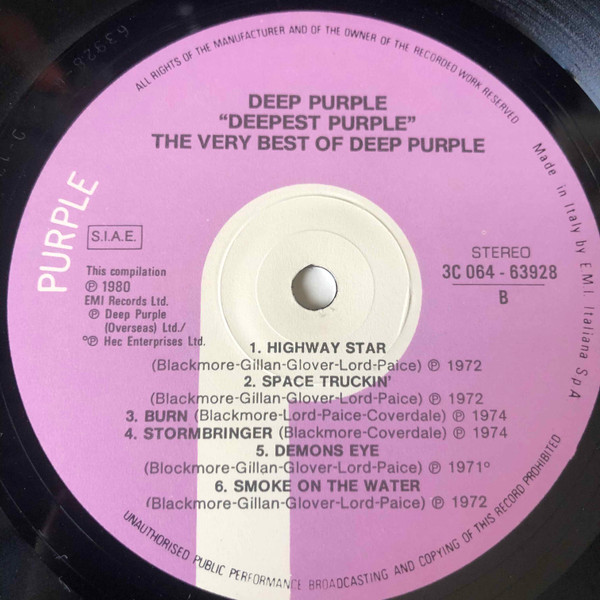 ALL RIGHTS OF THE MANUFACTURER AND OF THE OWNER OF THE RECORDED WORK RESERVED
DEEP PURPLE
“DEEPEST PURPLE”
THE VERY BEST OF DEEP PURPLE
PURPLE
S.I.A.E.
This compilation
℗ 1980
EMI Records Ltd.
℗ Deep Purple
(Overseas) Ltd./
°℗ Hec Enterprises Ltd.
STEREO
3C 064 - 63928
B
Made in Italy by E.M.I. Italiana SpA
1. HIGHWAY STAR
(Blackmore-Gillan-Glover-Lord-Paice) ℗ 1972
2. SPACE TRUCKIN'
(Blackmore-Gillan-Glover-Lord-Paice) ℗ 1972
3. BURN (Blackmore-Lord-Paice-Coverdale) ℗ 1974
4. STORMBRINGER (Blackmore-Coverdale) ℗ 1974
5. DEMONS EYE
(Blockmore-Gillan-Glover-Lord-Paice) ℗ 1971°
6. SMOKE ON THE WATER
(Blackmore-Gillan-Glover-Lord-Paice) ℗ 1972
UNAUTHORISED PUBLIC PERFORMANCE BROADCASTING AND COPYING OF THIS RECORD PROHIBITED